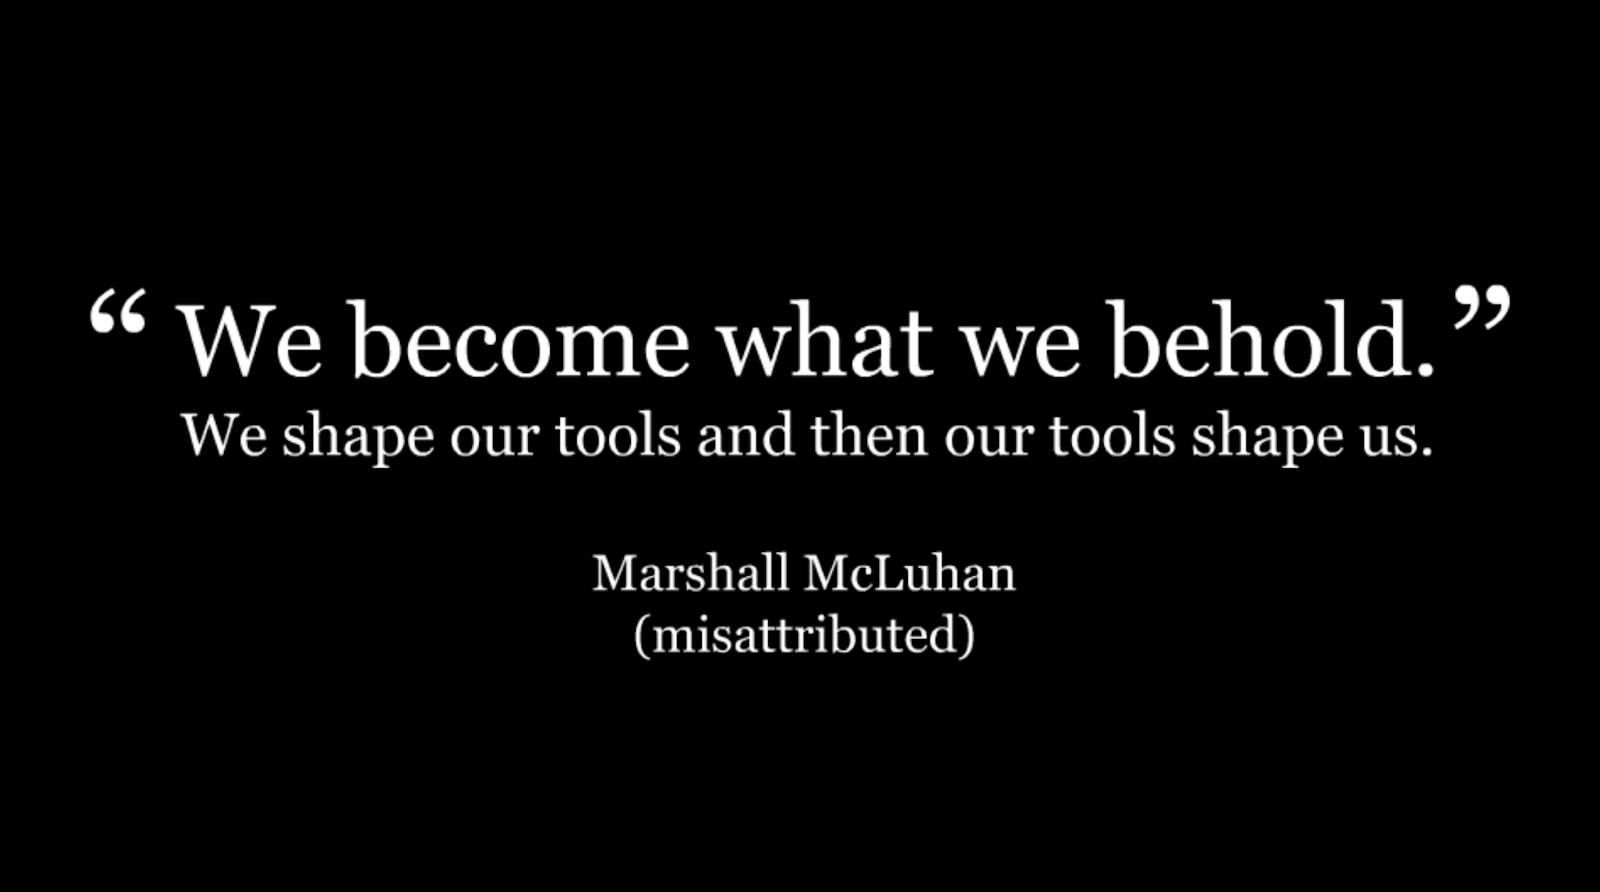 “ We become what we behold. ”
We shape our tools and then our tools shape us.
Marshall McLuhan
(misattributed)